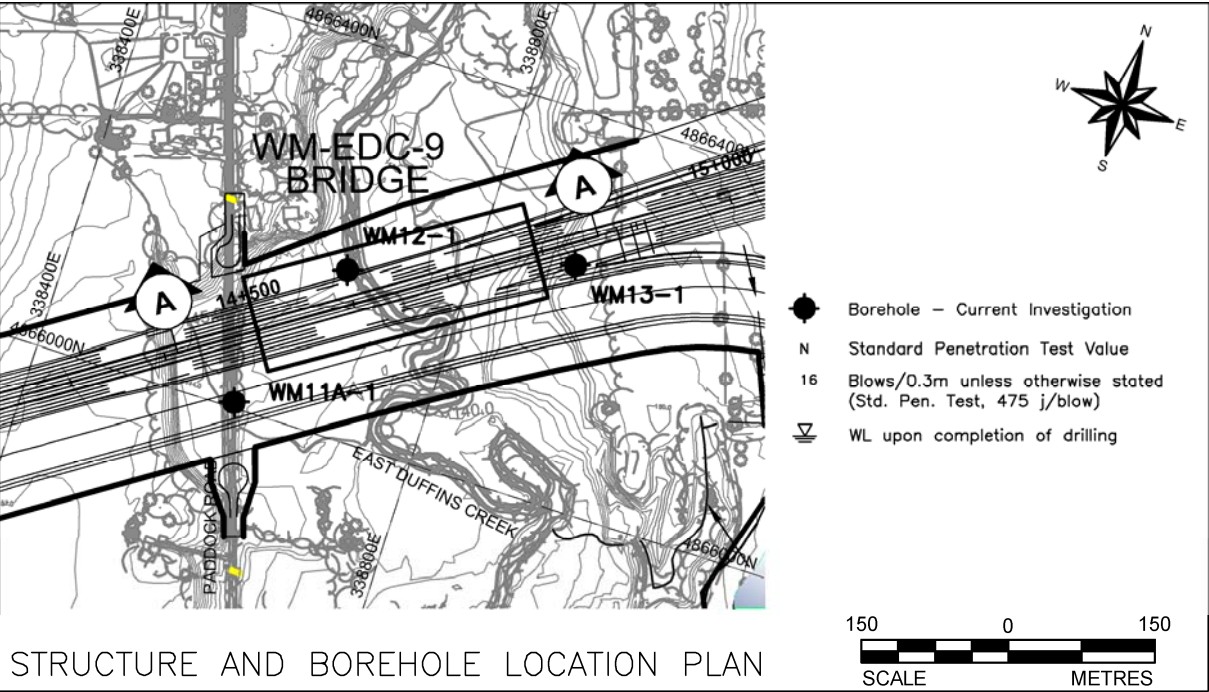 338400E
4866400N
338800E
N
W
E
S
WM-EDC-9
BRIDGE
4866400
15+000
A
WM12-1
A
338400E
14+500
WM13-1
4866000N
WM11A-1
140.0
EAST DUFFINS CREEK
PADDOCK RO
338800E
4866000N
Borehole – Current Investigation
N Standard Penetration Test Value
16 Blows/0.3m unless otherwise stated
(Std. Pen. Test, 475 j/blow)
WL upon completion of drilling
STRUCTURE AND BOREHOLE LOCATION PLAN
150 0 150
SCALE METRES